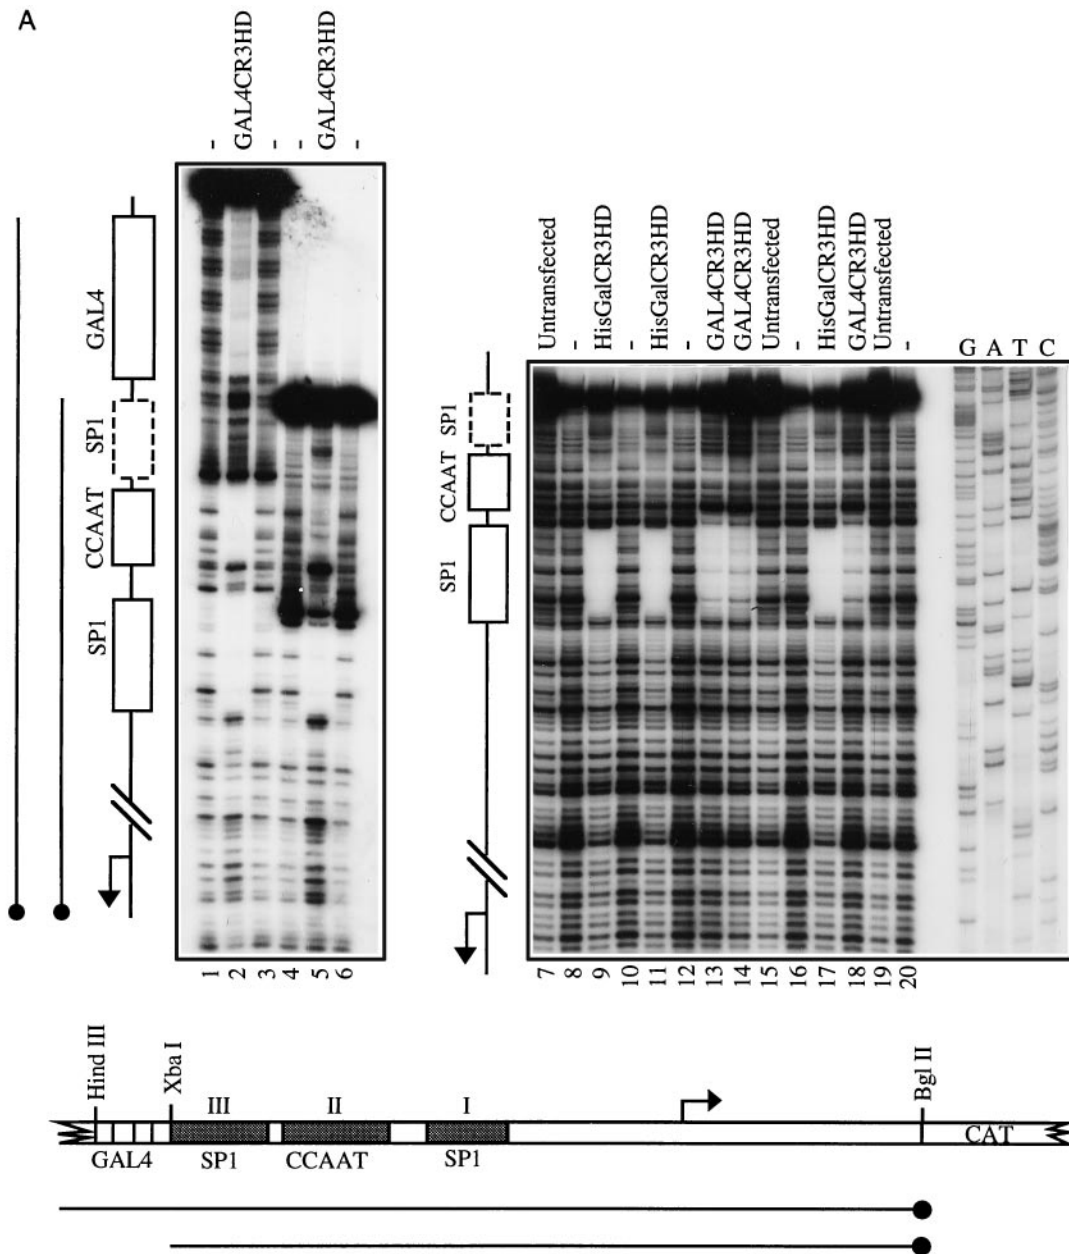 A
- GAL4CR3HD - - GAL4CR3HD -
GAL4
SP1
CCAAT
SP1
1 2 3 4 5 6
Untransfected - HisGalCR3HD - HisGalCR3HD - GAL4CR3HD GAL4CR3HD Untransfected - HisGalCR3HD GAL4CR3HD Untransfected -
G A T C
SP1
CCAAT
SP1
7 8 9 10 11 12 13 14 15 16 17 18 19 20
Hind III Xba I Bgl II
III II I
CAT
GAL4 SP1 CCAAT SP1